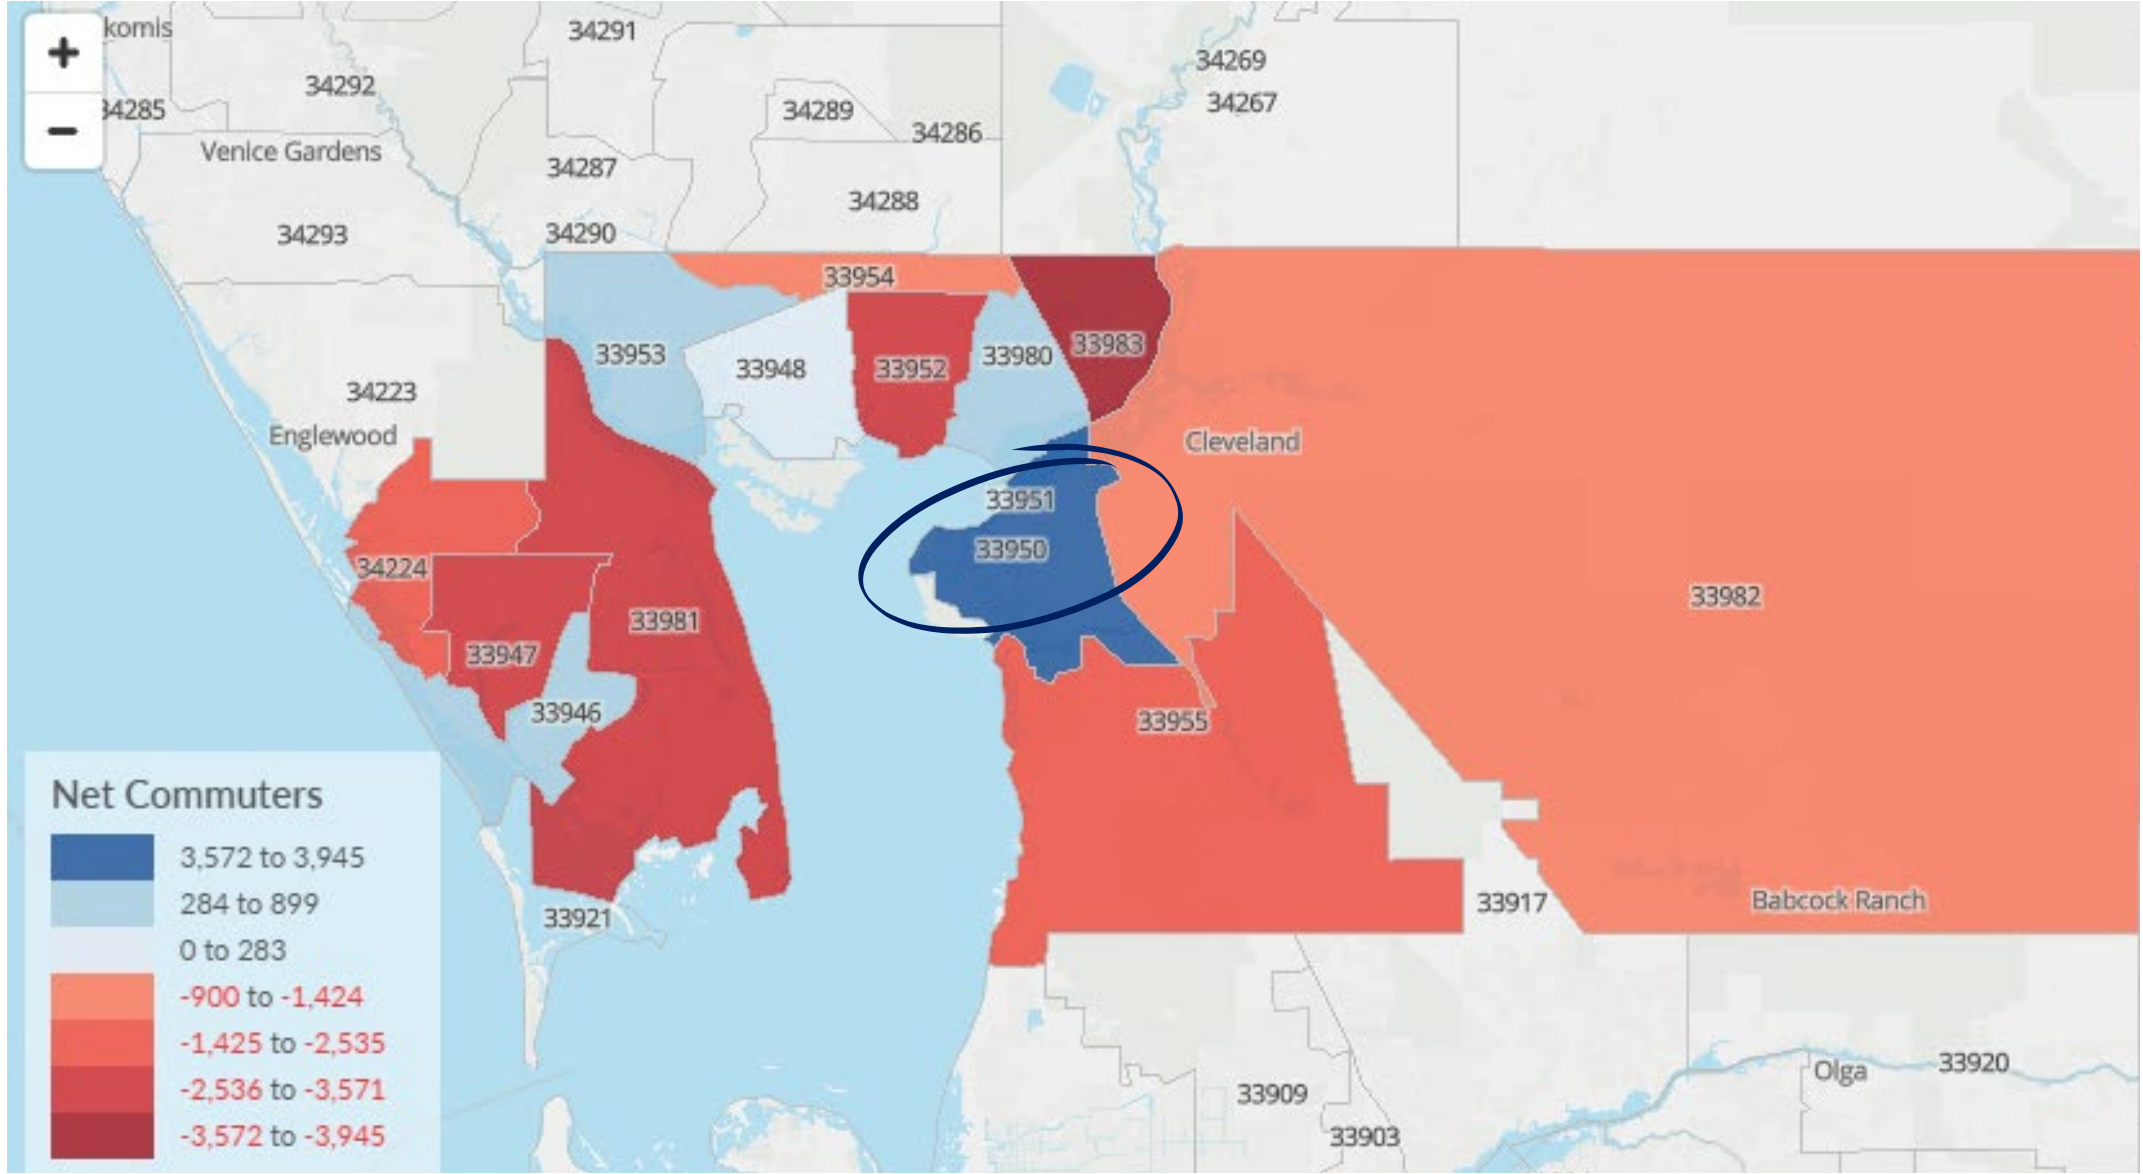 34291
komis
+
34292
34269
34267
34285
34289
34286
Venice Gardens
34287
34288
34293
34290
33954
33953
33948
33952
33980
33983
34223
Englewood
Cleveland
33951
33950
34224
33981
33982
33947
33946
33955
33921
33917
Babcock Ranch
Olga
33920
33909
33903
Net Commuters
3,572 to 3,945
284 to 899
0 to 283
-900 to -1,424
-1,425 to -2,535
-2,536 to -3,571
-3,572 to -3,945